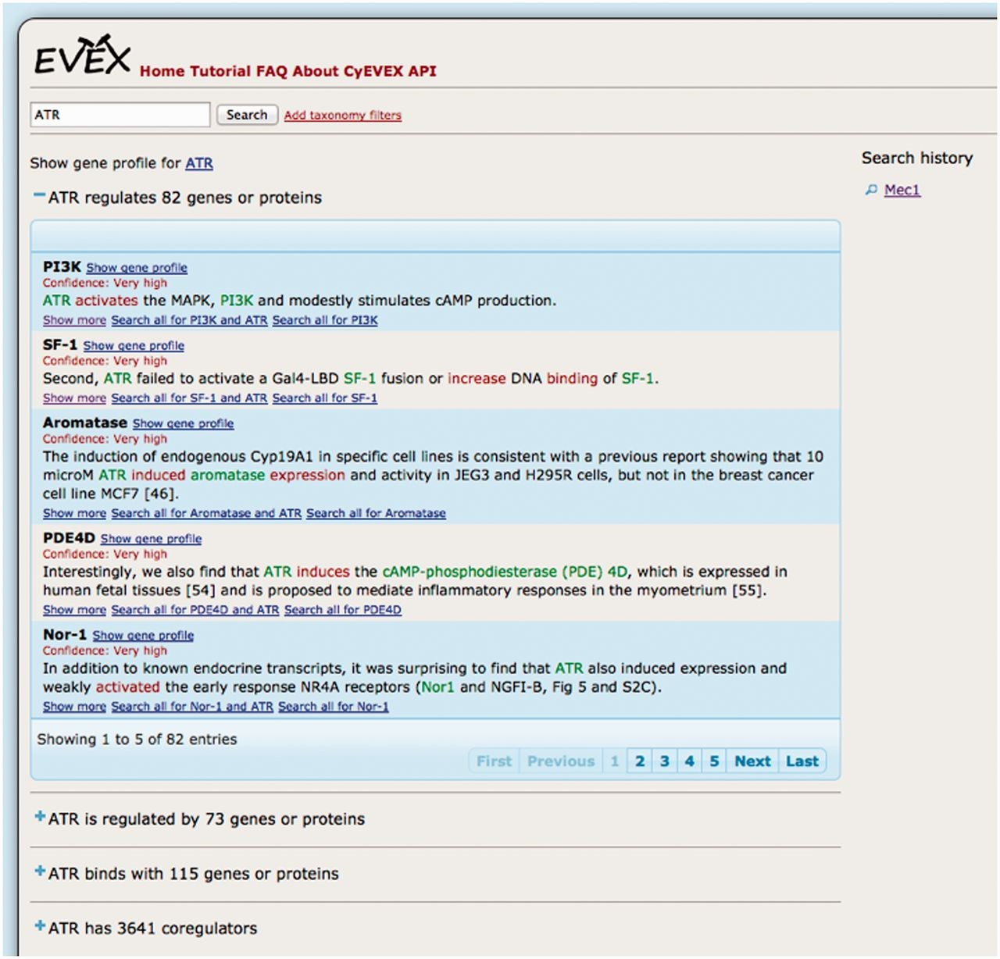 EVEX Home Tutorial FAQ About CyEVEX API
ATR Search Add taxonomy filters
Show gene profile for ATR
ATR regulates 82 genes or proteins
PI3K Show gene profile
Confidence: Very high
ATR activates the MAPK, PI3K and modestly stimulates cAMP production.
Show more Search all for PI3K and ATR Search all for PI3K
SF-1 Show gene profile
Confidence: Very high
Second, ATR failed to activate a Gal4-LBD SF-1 fusion or increase DNA binding of SF-1.
Show more Search all for SF-1 and ATR Search all for SF-1
Aromatase Show gene profile
Confidence: Very high
The induction of endogenous Cyp19A1 in specific cell lines is consistent with a previous report showing that 10
microM ATR induced aromatase expression and activity in JEG3 and H295R cells, but not in the breast cancer
cell line MCF7 [46].
Show more Search all for Aromatase and ATR Search all for Aromatase
PDE4D Show gene profile
Confidence: Very high
Interestingly, we also find that ATR induces the cAMP-phosphodiesterase (PDE) 4D, which is expressed in
human fetal tissues [54] and is proposed to mediate inflammatory responses in the myometrium [55].
Show more Search all for PDE4D and ATR Search all for PDE4D
Nor-1 Show gene profile
Confidence: Very high
In addition to known endocrine transcripts, it was surprising to find that ATR also induced expression and
weakly activated the early response NR4A receptors (Nor1 and NGFI-B, Fig 5 and S2C).
Show more Search all for Nor-1 and ATR Search all for Nor-1
Showing 1 to 5 of 82 entries
First Previous 1 2 3 4 5 Next Last
ATR is regulated by 73 genes or proteins
ATR binds with 115 genes or proteins
ATR has 3641 coregulators
Search history
Mec1